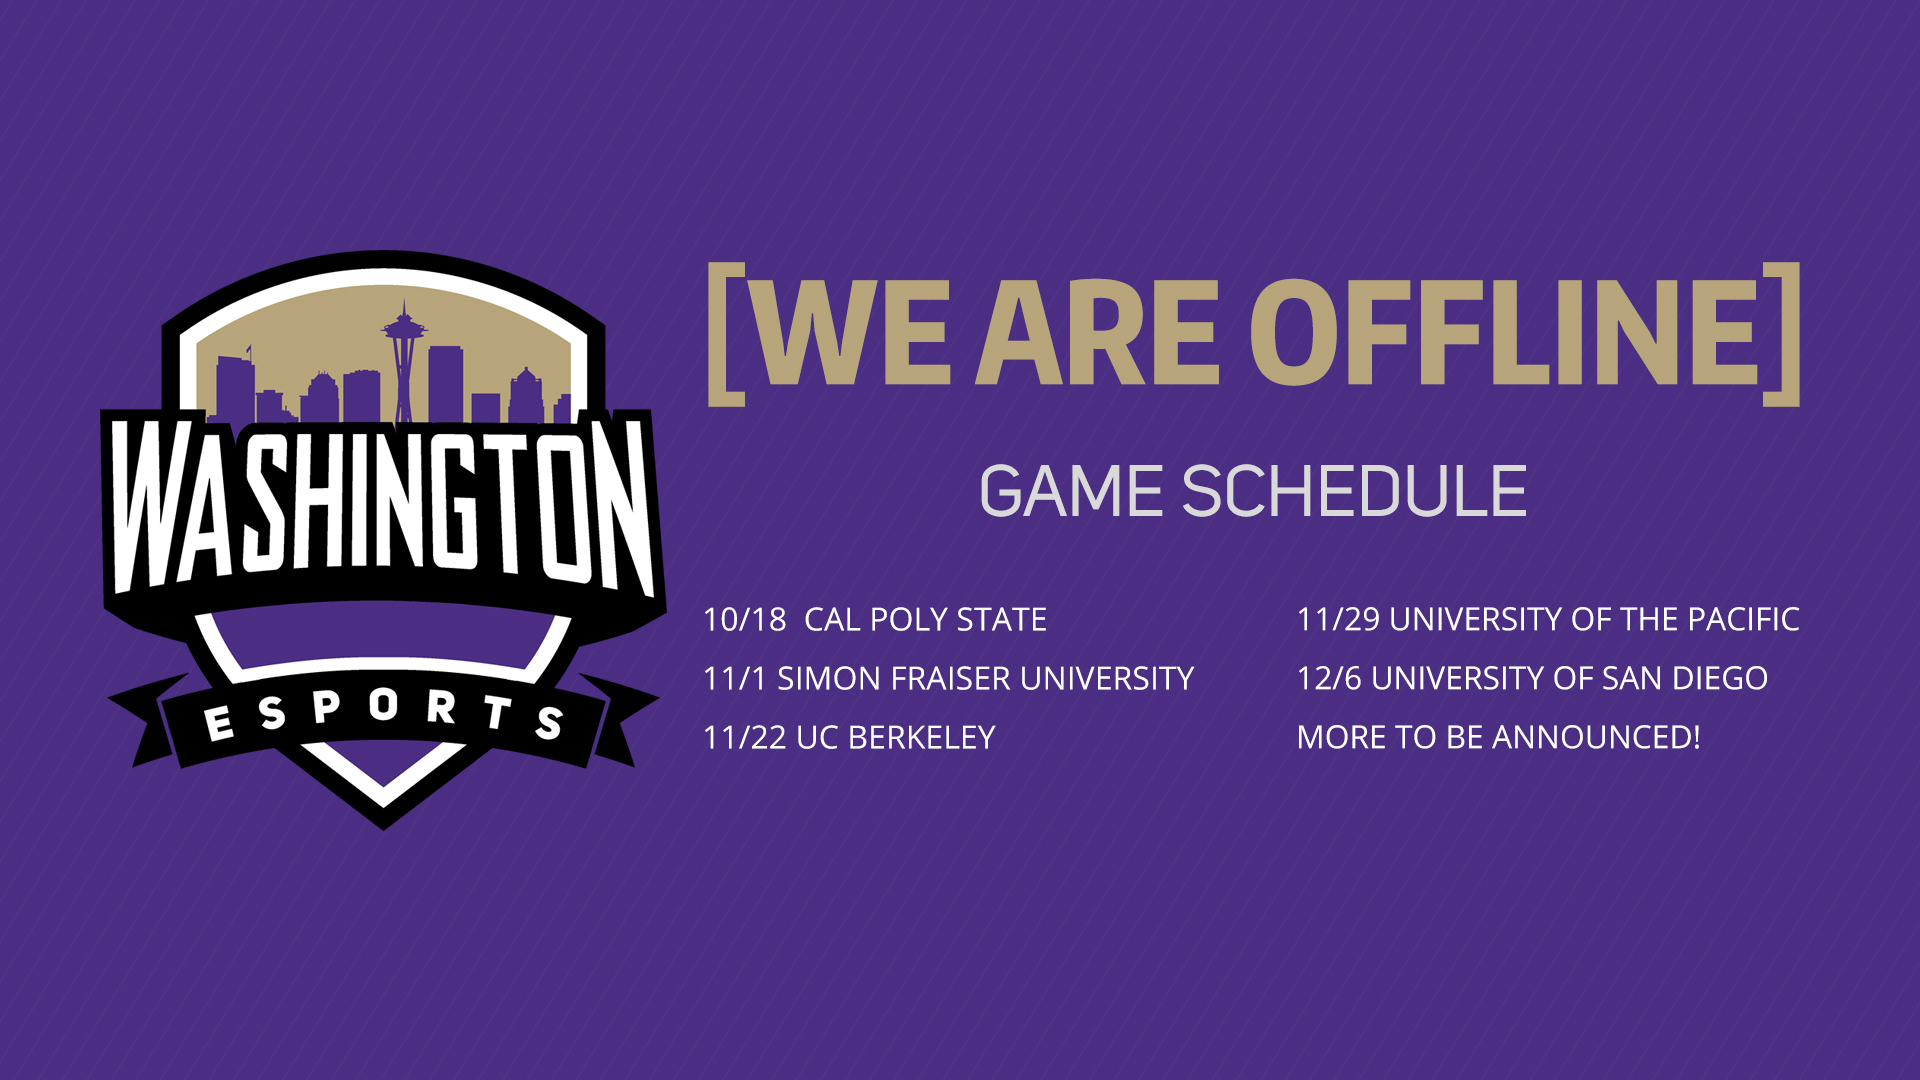 WASHINGTON
ESPORTS
[WE ARE OFFLINE]
GAME SCHEDULE
10/18  CAL POLY STATE
11/1 SIMON FRAISER UNIVERSITY
11/22 UC BERKELEY
11/29 UNIVERSITY OF THE PACIFIC
12/6 UNIVERSITY OF SAN DIEGO
MORE TO BE ANNOUNCED!